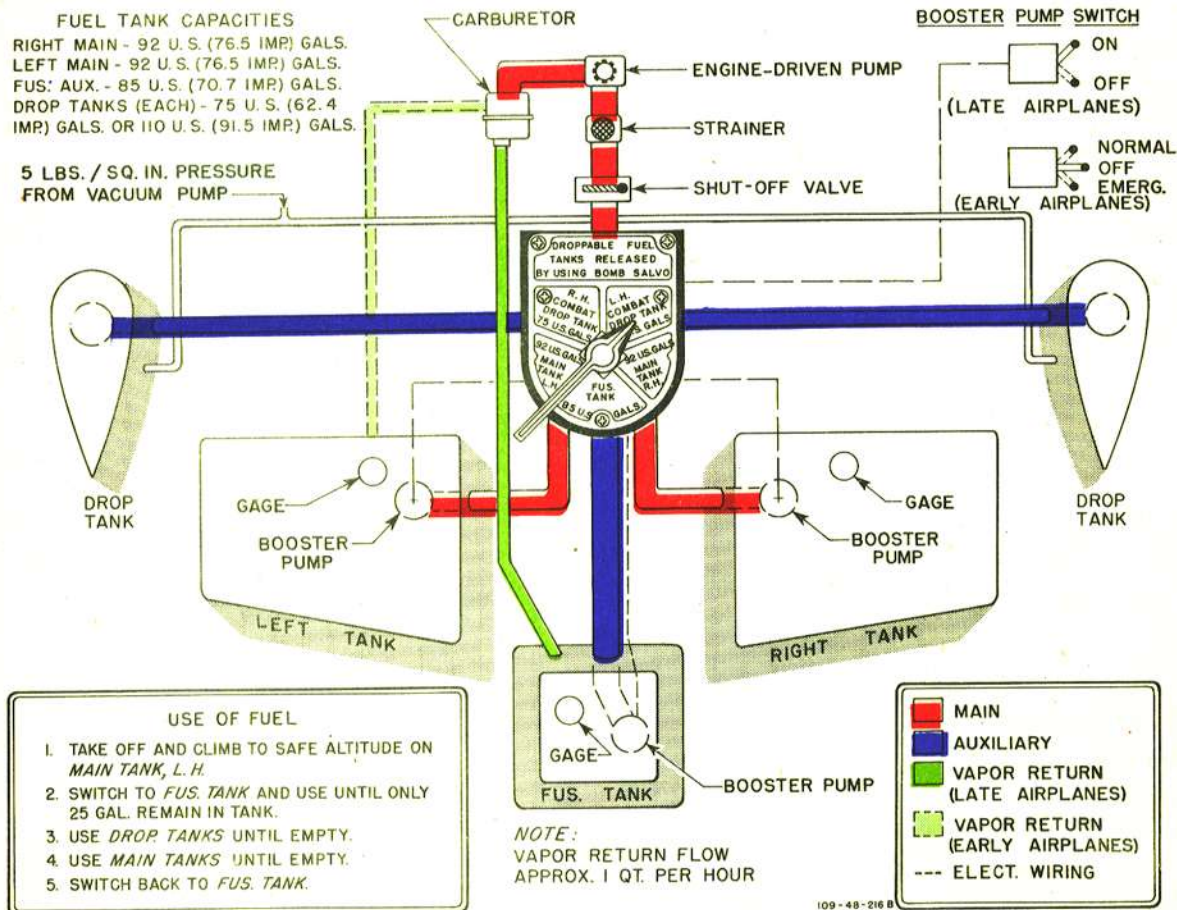 FUEL TANK CAPACITIES
RIGHT MAIN - 92 U.S. (76.5 IMP.) GALS.
LEFT MAIN - 92 U.S. (76.5 IMP.) GALS.
FUS. AUX. - 85 U.S. (70.7 IMP.) GALS.
DROP TANKS (EACH) - 75 U.S. (62.4
IMP.) GALS. OR 110 U.S. (91.5 IMP.) GALS.
5 LBS. / SQ. IN. PRESSURE
FROM VACUUM PUMP
CARBURETOR
ENGINE-DRIVEN PUMP
STRAINER
SHUT-OFF VALVE
BOOSTER PUMP SWITCH
ON
OFF
(LATE AIRPLANES)
NORMAL
OFF
EMERG.
(EARLY AIRPLANES)
DROPPABLE FUEL
TANKS RELEASED
BY USING BOMB SALVO
R.H.
COMBAT
DROP TANK
75 U.S. GALS.
L.H.
COMBAT
DROP TANK
GALS
92 U.S. GALS
MAIN
TANK
L.H.
92 U.S. GALS
MAIN
TANK
R.H.
FUS.
TANK
85 U.S. GALS.
DROP
TANK
GAGE
BOOSTER
PUMP
LEFT TANK
GAGE
BOOSTER
PUMP
RIGHT TANK
DROP
TANK
GAGE
BOOSTER PUMP
FUS. TANK
USE OF FUEL
1. TAKE OFF AND CLIMB TO SAFE ALTITUDE ON
MAIN TANK, L.H.
2. SWITCH TO FUS. TANK AND USE UNTIL ONLY
25 GAL. REMAIN IN TANK.
3. USE DROP TANKS UNTIL EMPTY.
4. USE MAIN TANKS UNTIL EMPTY.
5. SWITCH BACK TO FUS. TANK.
NOTE:
VAPOR RETURN FLOW
APPROX. 1 QT. PER HOUR
MAIN
AUXILIARY
VAPOR RETURN
(LATE AIRPLANES)
VAPOR RETURN
(EARLY AIRPLANES)
ELECT. WIRING
109-48-216 B